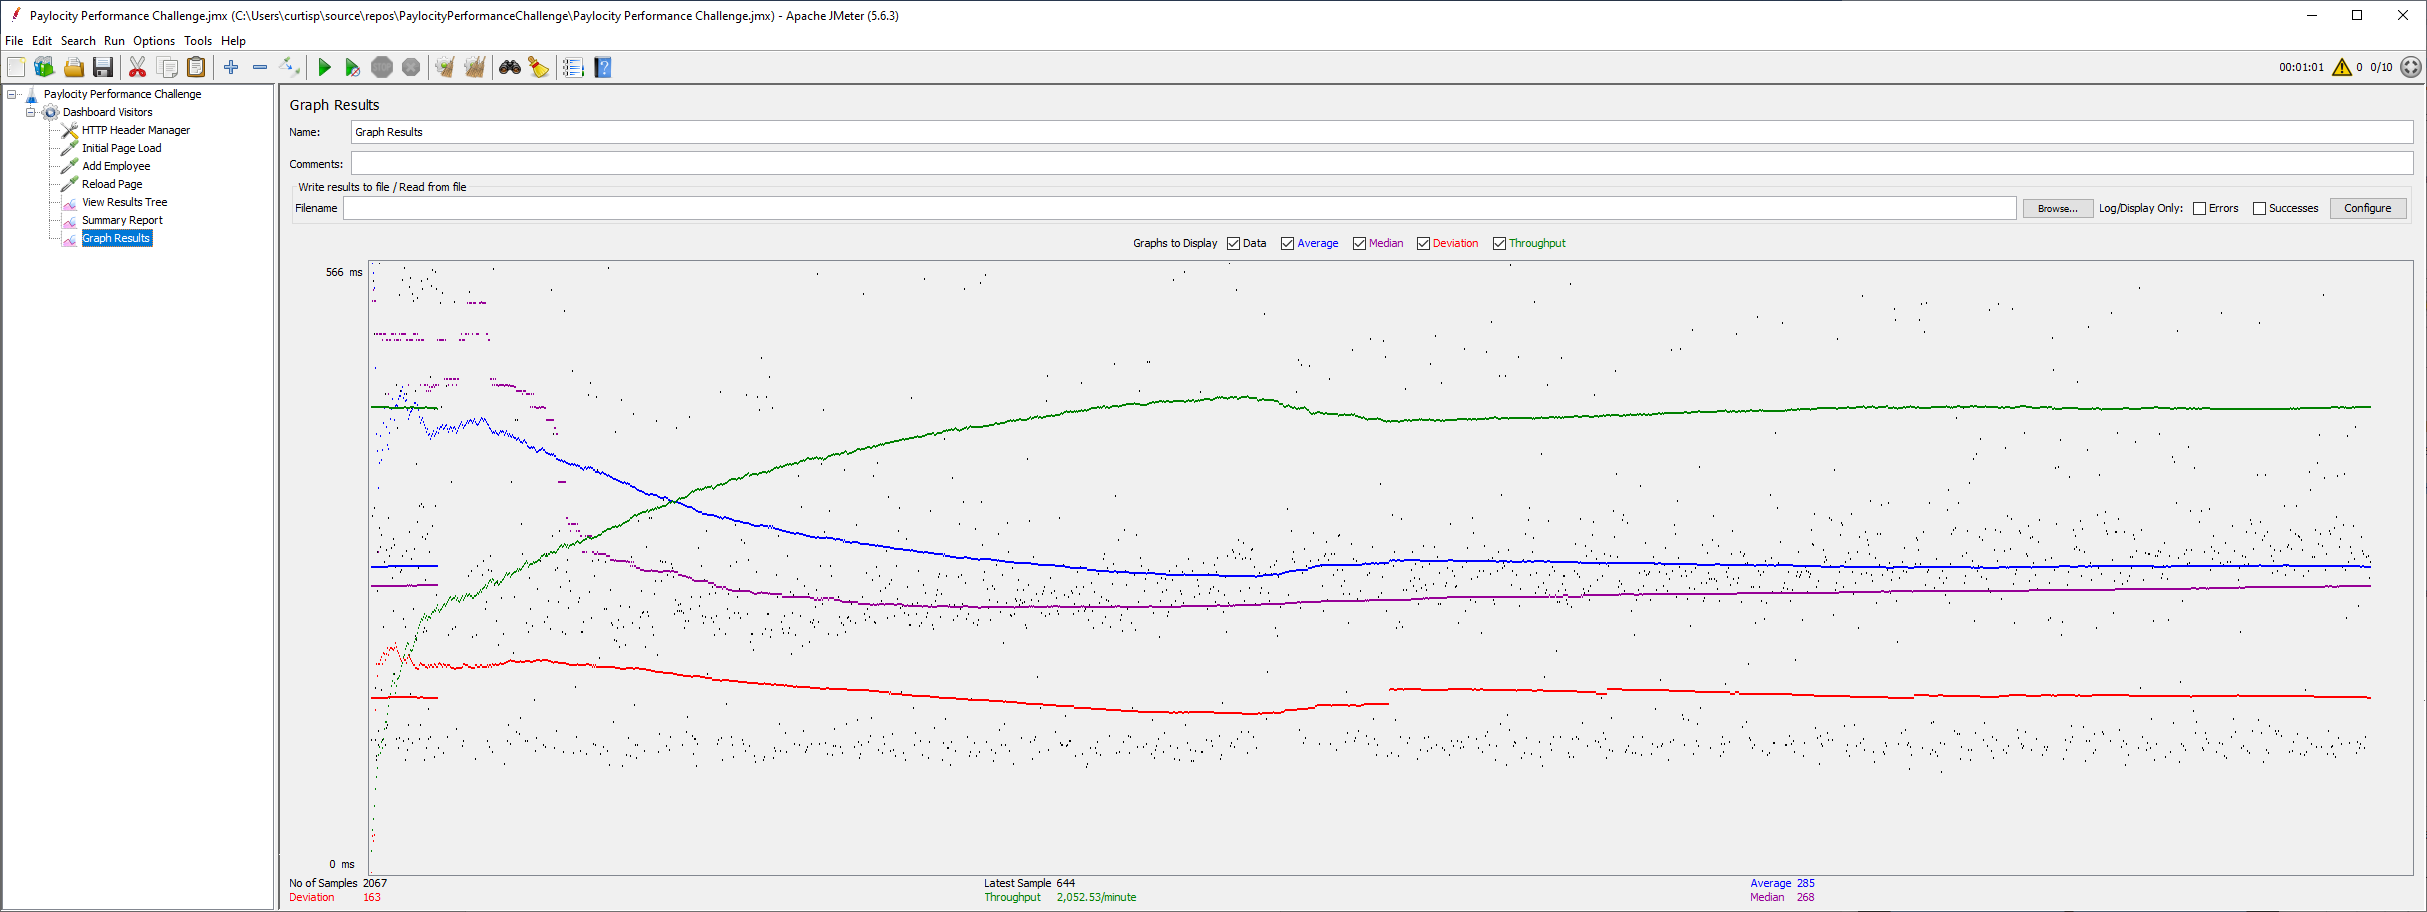 Paylocity Performance Challenge.jmx (C:\Users\curtisp\source\repos\PaylocityPerformanceChallenge\Paylocity Performance Challenge.jmx) - Apache JMeter (5.6.3)
File Edit Search Run Options Tools Help
00:01:01 0 0/10
Paylocity Performance Challenge
Dashboard Visitors
HTTP Header Manager
Initial Page Load
Add Employee
Reload Page
View Results Tree
Summary Report
Graph Results
Graph Results
Name: Graph Results
Comments:
Write results to file / Read from file
Filename Browse... Log/Display Only: Errors Successes Configure
Graphs to Display Data Average Median Deviation Throughput
566 ms
0 ms
No of Samples 2067 Latest Sample 644 Average 285
Deviation 163 Throughput 2,052.53/minute Median 268